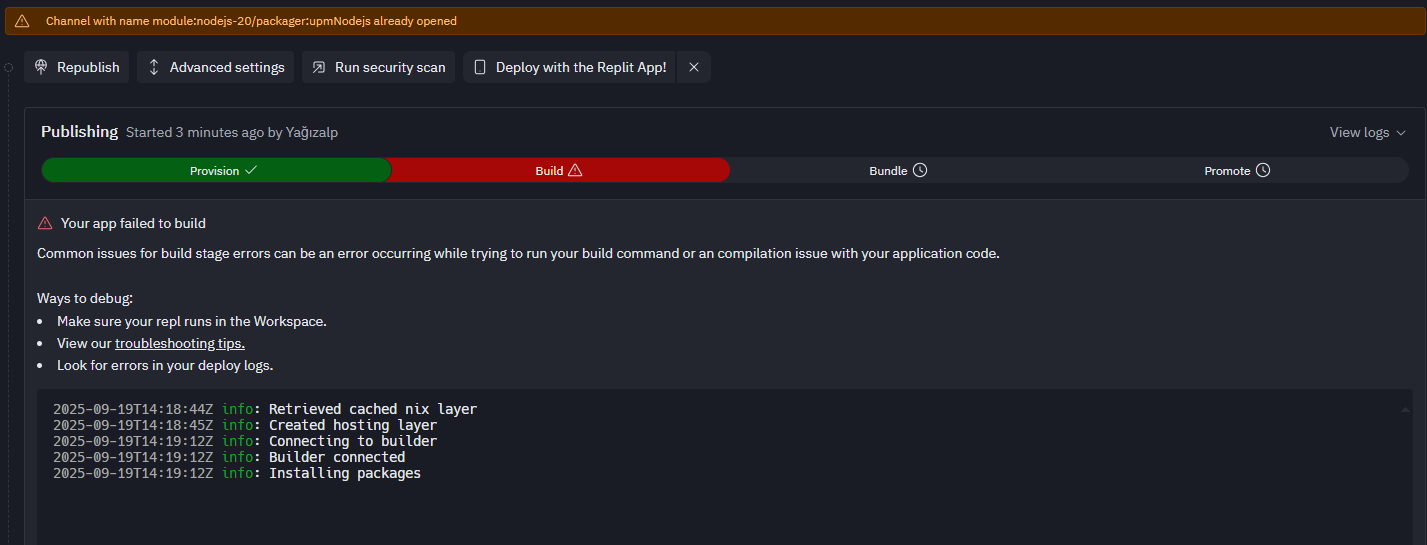 Channel with name module:nodejs-20/packager:upmNodejs already opened
Republish Advanced settings Run security scan Deploy with the Replit App!
Publishing Started 3 minutes ago by Yağızalp View logs
Provision Build Bundle Promote
Your app failed to build
Common issues for build stage errors can be an error occurring while trying to run your build command or an compilation issue with your application code.
Ways to debug:
• Make sure your repl runs in the Workspace.
• View our troubleshooting tips.
• Look for errors in your deploy logs.
2025-09-19T14:18:44Z info: Retrieved cached nix layer
2025-09-19T14:18:45Z info: Created hosting layer
2025-09-19T14:19:12Z info: Connecting to builder
2025-09-19T14:19:12Z info: Builder connected
2025-09-19T14:19:12Z info: Installing packages